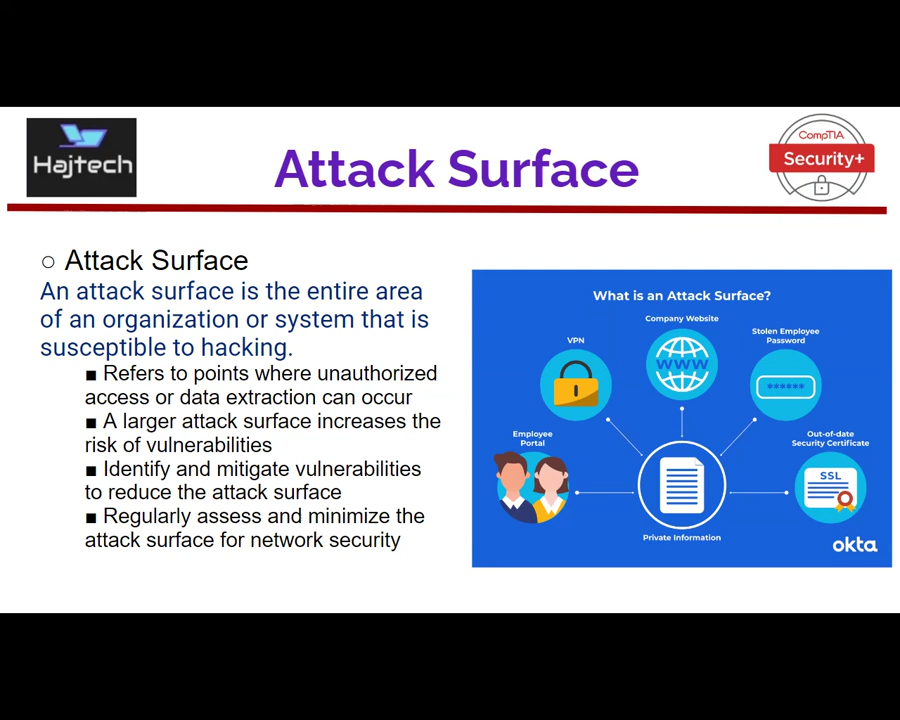 Hajtech
Attack Surface
CompTIA
Security+
○ Attack Surface
An attack surface is the entire area
of an organization or system that is
susceptible to hacking.
■ Refers to points where unauthorized
access or data extraction can occur
■ A larger attack surface increases the
risk of vulnerabilities
■ Identify and mitigate vulnerabilities
to reduce the attack surface
■ Regularly assess and minimize the
attack surface for network security
What is an Attack Surface?
Company Website
WWW
VPN
Stolen Employee
Password
******
Employee
Portal
Out-of-date
Security Certificate
SSL
Private Information
okta